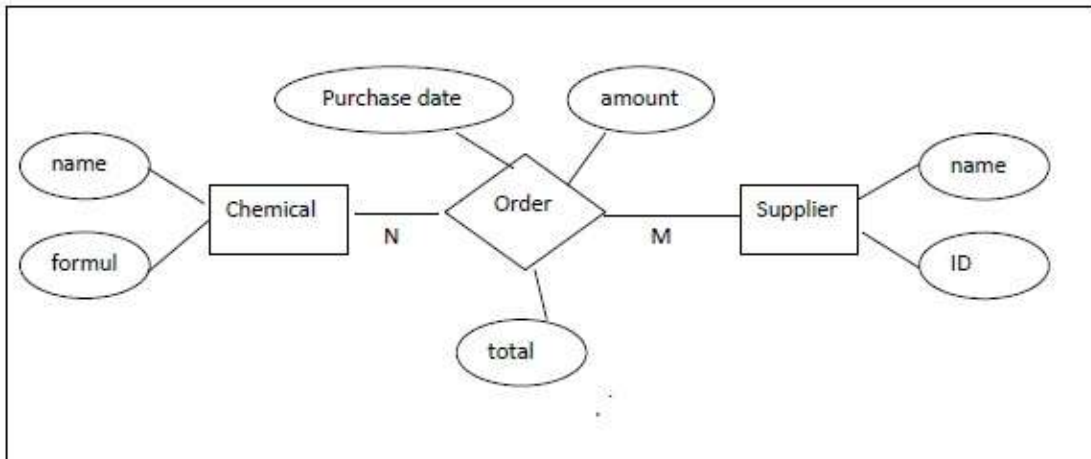 Purchase date
amount
name
name
Chemical
Order
Supplier
N
M
formul
ID
total